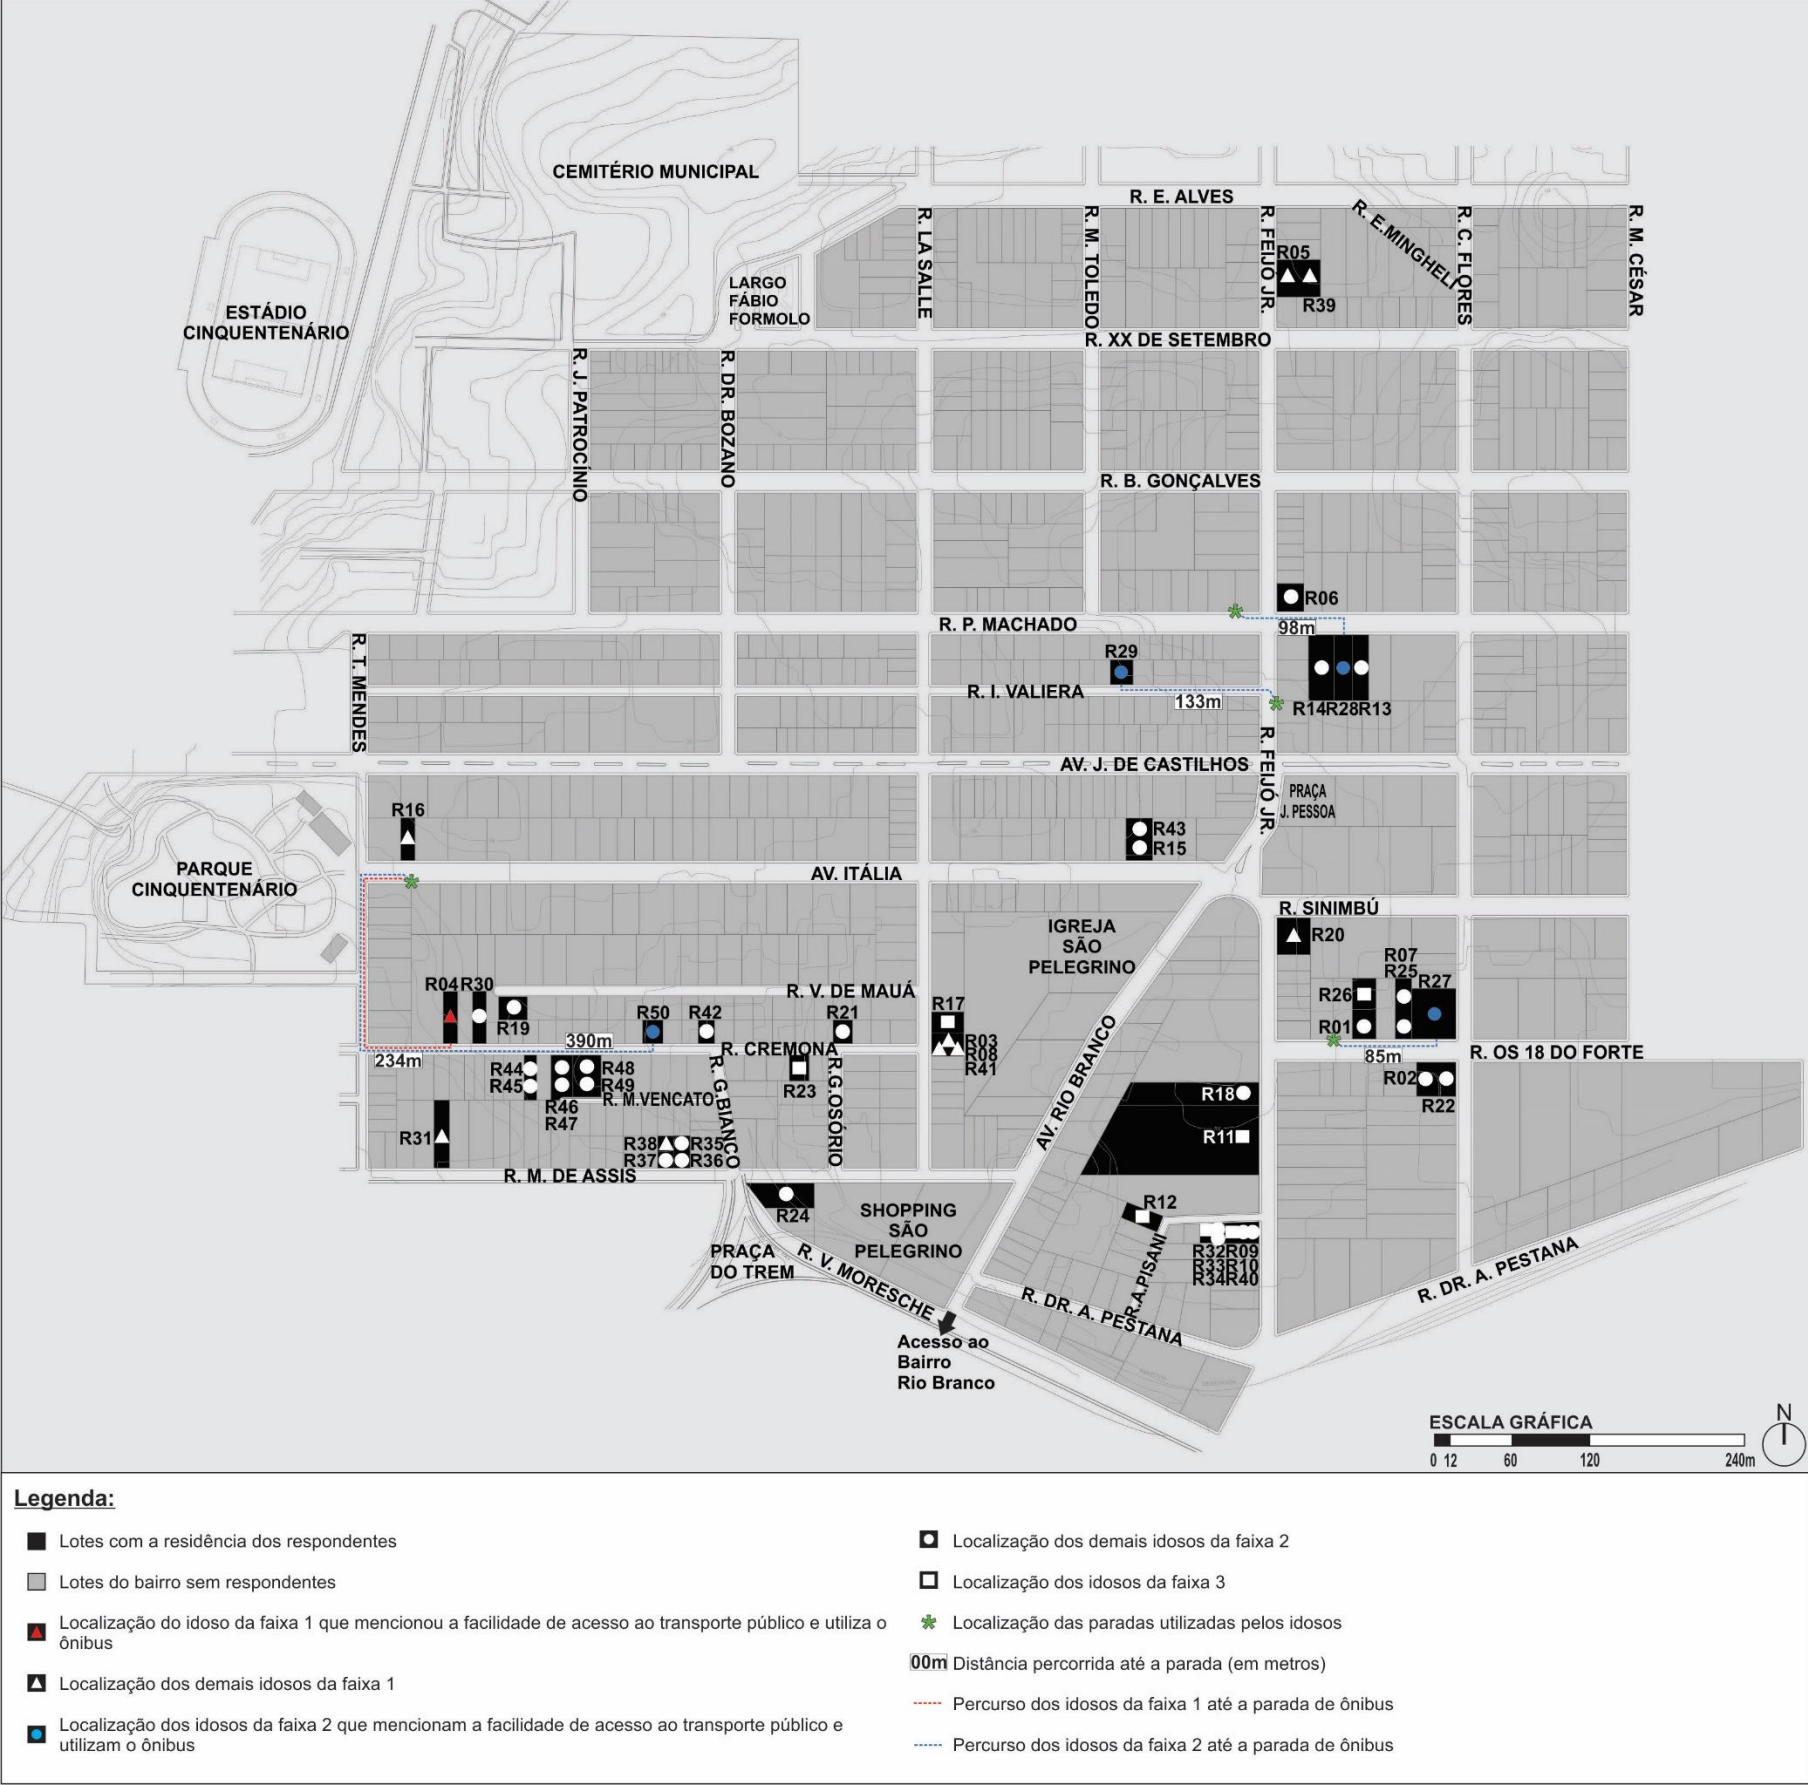 CEMITÉRIO MUNICIPAL
R. E. ALVES
R. LA SALLE
R. M. TOLEDO
R. FEIJÓ JR.
R. E.MINGHELI
R. C. FLORES
R. M. CÉSAR
R05
R39
LARGO
FÁBIO
FORMOLO
ESTÁDIO
CINQUENTENÁRIO
R. XX DE SETEMBRO
R. J. PATROCÍNIO
R. DR. BOZANO
R. B. GONÇALVES
R06
R. P. MACHADO
98m
R. T. MENDES
R29
R. I. VALIERA
133m
R14R28R13
R. FEIJÓ JR.
AV. J. DE CASTILHOS
PRAÇA
J. PESSOA
R16
R43
R15
PARQUE
CINQUENTENÁRIO
AV. ITÁLIA
R. SINIMBÚ
R20
IGREJA
SÃO
PELEGRINO
R07
R25
R27
R26
R01
R04R30
R. V. DE MAUÁ
R19
R50
R42
R21
R17
R03
R08
R41
390m
234m
R. CREMONA
85m
R. OS 18 DO FORTE
R44
R45
R48
R49
R46
R47
R. M.VENCATO
R. G.BIANCO
R23
R.G.OSÓRIO
AV. RIO BRANCO
R02
R22
R18
R11
R31
R38
R35
R37
R36
R. M. DE ASSIS
R24
SHOPPING
SÃO
PELEGRINO
R12
R32R09
R33R10
R34R40
R.A.PISANI
PRAÇA
DO TREM
R. V. MORESCHE
R. DR. A. PESTANA
R. DR. A. PESTANA
Acesso ao
Bairro
Rio Branco
ESCALA GRÁFICA
0 12 60 120 240m
N
Legenda:
Lotes com a residência dos respondentes
Lotes do bairro sem respondentes
Localização do idoso da faixa 1 que mencionou a facilidade de acesso ao transporte público e utiliza o
ônibus
Localização dos demais idosos da faixa 1
Localização dos idosos da faixa 2 que mencionam a facilidade de acesso ao transporte público e
utilizam o ônibus
Localização dos demais idosos da faixa 2
Localização dos idosos da faixa 3
Localização das paradas utilizadas pelos idosos
00m Distância percorrida até a parada (em metros)
Percurso dos idosos da faixa 1 até a parada de ônibus
Percurso dos idosos da faixa 2 até a parada de ônibus